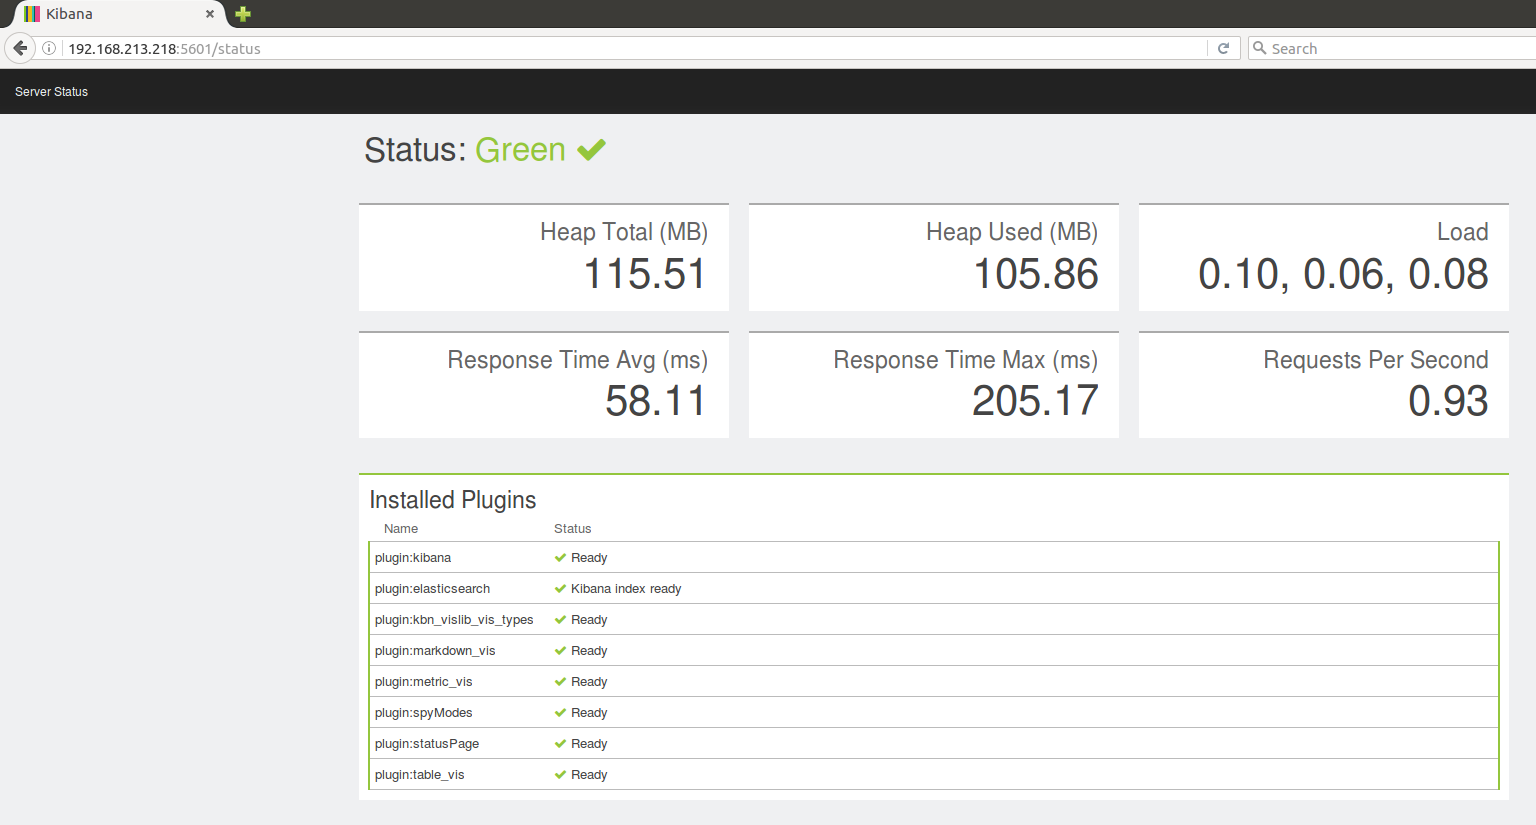 Kibana
192.168.213.218:5601/status
Search
Server Status
Status: Green
Heap Total (MB)
115.51
Heap Used (MB)
105.86
Load
0.10, 0.06, 0.08
Response Time Avg (ms)
58.11
Response Time Max (ms)
205.17
Requests Per Second
0.93
Installed Plugins
Name Status
plugin:kibana Ready
plugin:elasticsearch Kibana index ready
plugin:kbn_vislib_vis_types Ready
plugin:markdown_vis Ready
plugin:metric_vis Ready
plugin:spyModes Ready
plugin:statusPage Ready
plugin:table_vis Ready